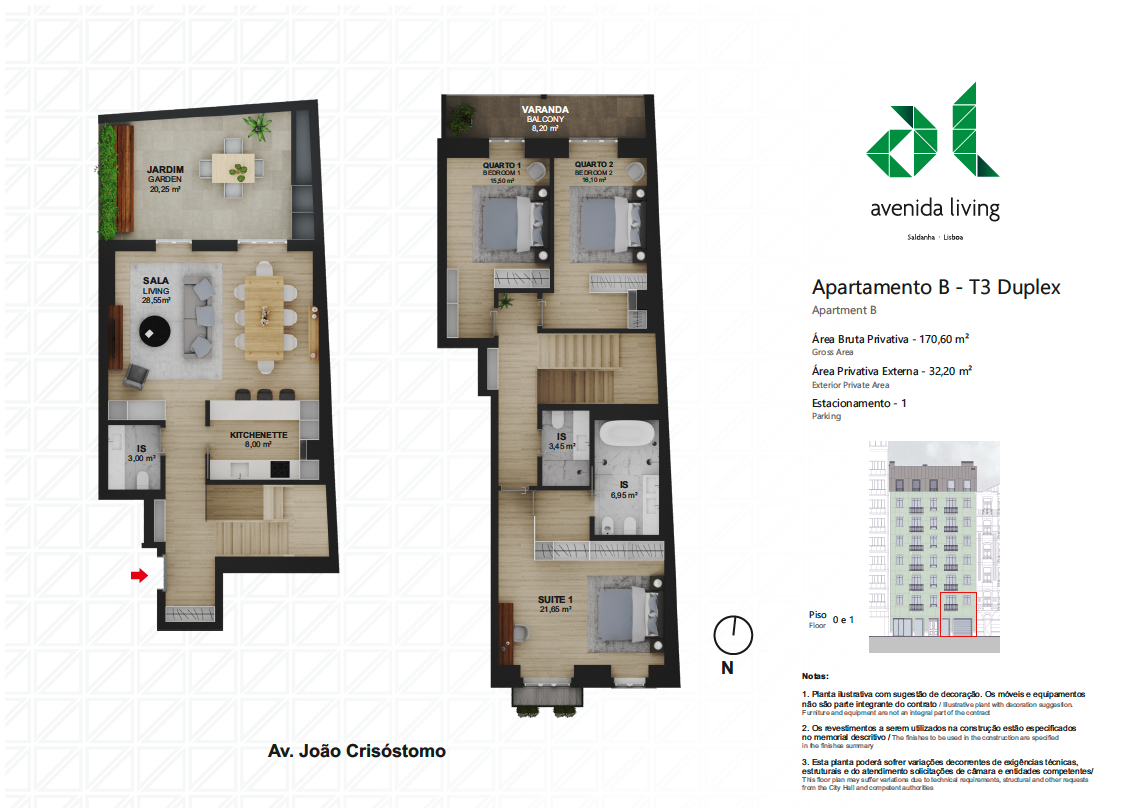 VARANDA
BALCONY
8,20 m²
JARDIM
GARDEN
20,25 m²
QUARTO 1
BEDROOM 1
15,50 m²
QUARTO 2
BEDROOM 2
16,10 m²
SALA
LIVING
28,55m²
KITCHENETTE
8,00 m²
IS
3,00 m²
IS
3,45 m²
IS
6,95 m²
SUITE 1
21,65 m²
N
Av. João Crisóstomo
avenida living
Saldanha · Lisboa
Apartamento B - T3 Duplex
Apartment B
Área Bruta Privativa - 170,60 m²
Gross Area
Área Privativa Externa - 32,20 m²
Exterior Private Area
Estacionamento - 1
Parking
Piso 0 e 1
Floor
Notas:
1. Planta ilustrativa com sugestão de decoração. Os móveis e equipamentos
não são parte integrante do contrato / Illustrative plant with decoration suggestion.
Furniture and equipment are not an integral part of the contract
2. Os revestimentos a serem utilizados na construção estão especificados
no memorial descritivo / The finishes to be used in the construction are specified
in the finishes summary
3. Esta planta poderá sofrer variações decorrentes de exigências técnicas,
estruturais e do atendimento solicitações de câmara e entidades competentes/
This floor plan may suffer variations due to technical requirements, structural and other requests
from the City Hall and competent authorities